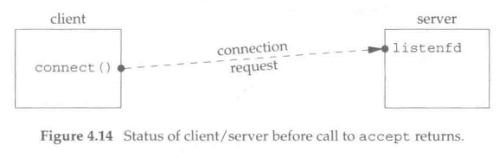 client
server
connect()
connection
request
listenfd
Figure 4.14 Status of client/server before call to accept returns.